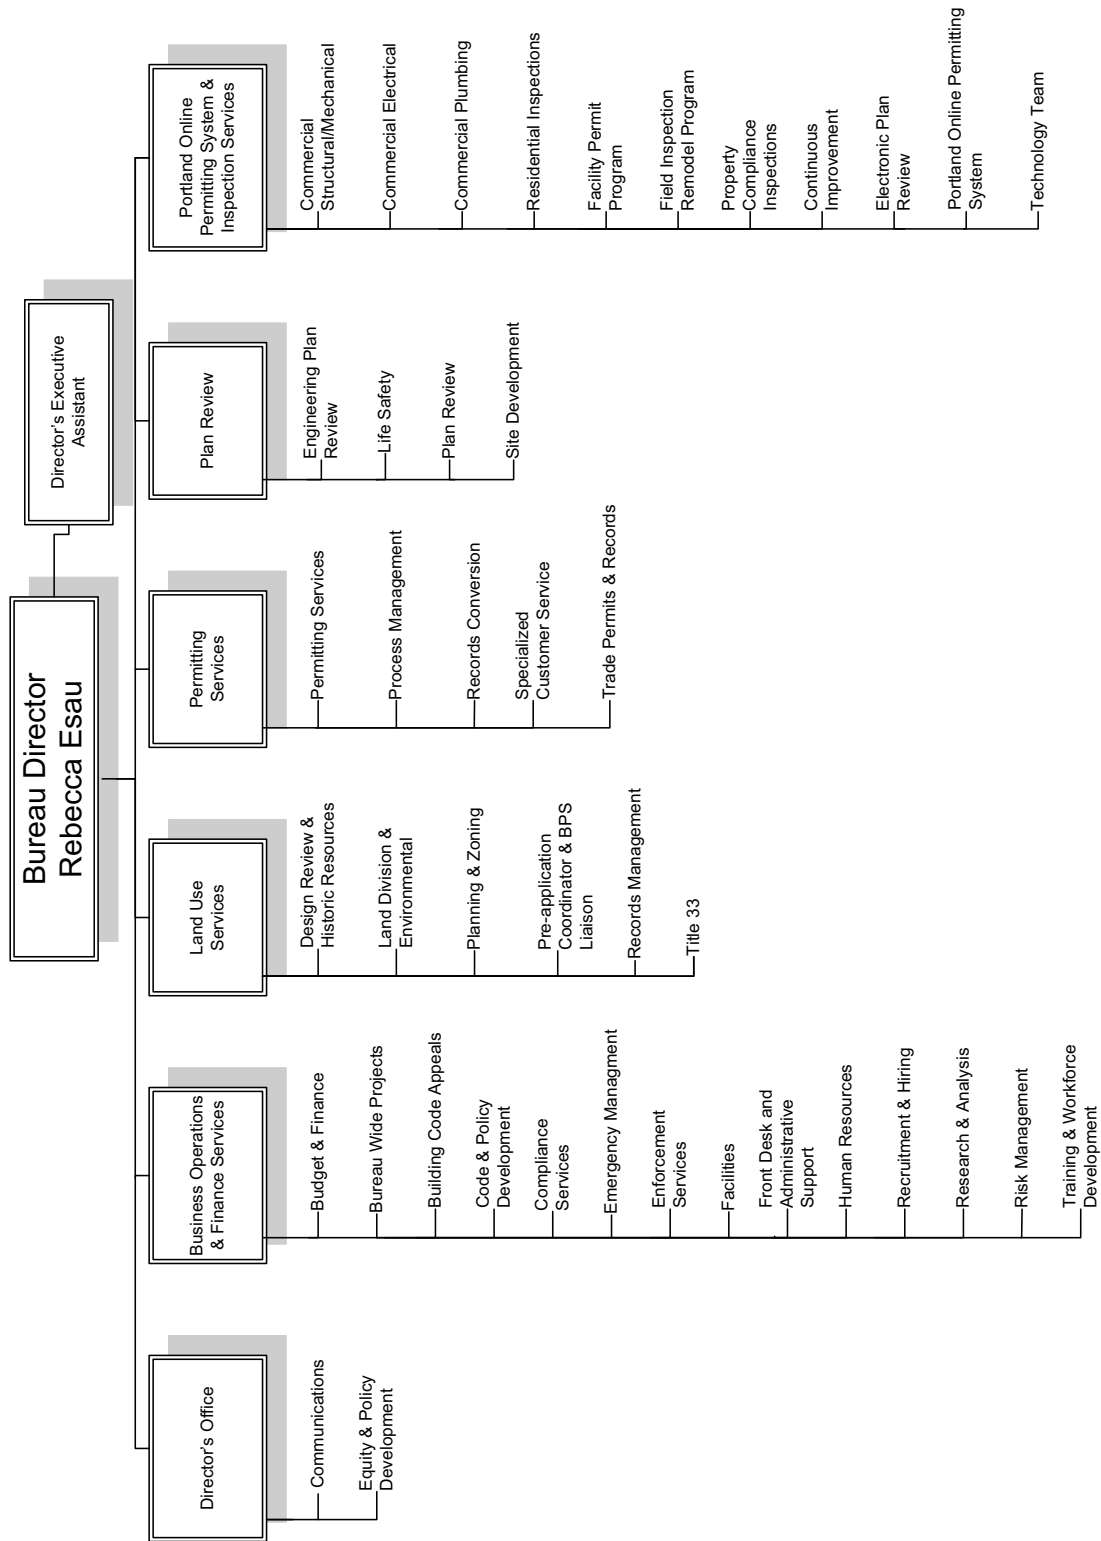 Bureau Director
Rebecca Esau
Director's Executive
Assistant
Director's Office
Communications
Equity & Policy
Development
Business Operations
& Finance Services
Budget & Finance
Bureau Wide Projects
Building Code Appeals
Code & Policy
Development
Compliance
Services
Emergency Managment
Enforcement
Services
Facilities
Front Desk and
Administrative
Support
Human Resources
Recruitment & Hiring
Research & Analysis
Risk Management
Training & Workforce
Development
Land Use
Services
Design Review &
Historic Resources
Land Division &
Environmental
Planning & Zoning
Pre-application
Coordinator & BPS
Liaison
Records Management
Title 33
Permitting
Services
Permitting Services
Process Management
Records Conversion
Specialized
Customer Service
Trade Permits & Records
Plan Review
Engineering Plan
Review
Life Safety
Plan Review
Site Development
Portland Online
Permitting System &
Inspection Services
Commercial
Structural/Mechanical
Commercial Electrical
Commercial Plumbing
Residential Inspections
Facility Permit
Program
Field Inspection
Remodel Program
Property
Compliance
Inspections
Continuous
Improvement
Electronic Plan
Review
Portland Online Permitting
System
Technology Team